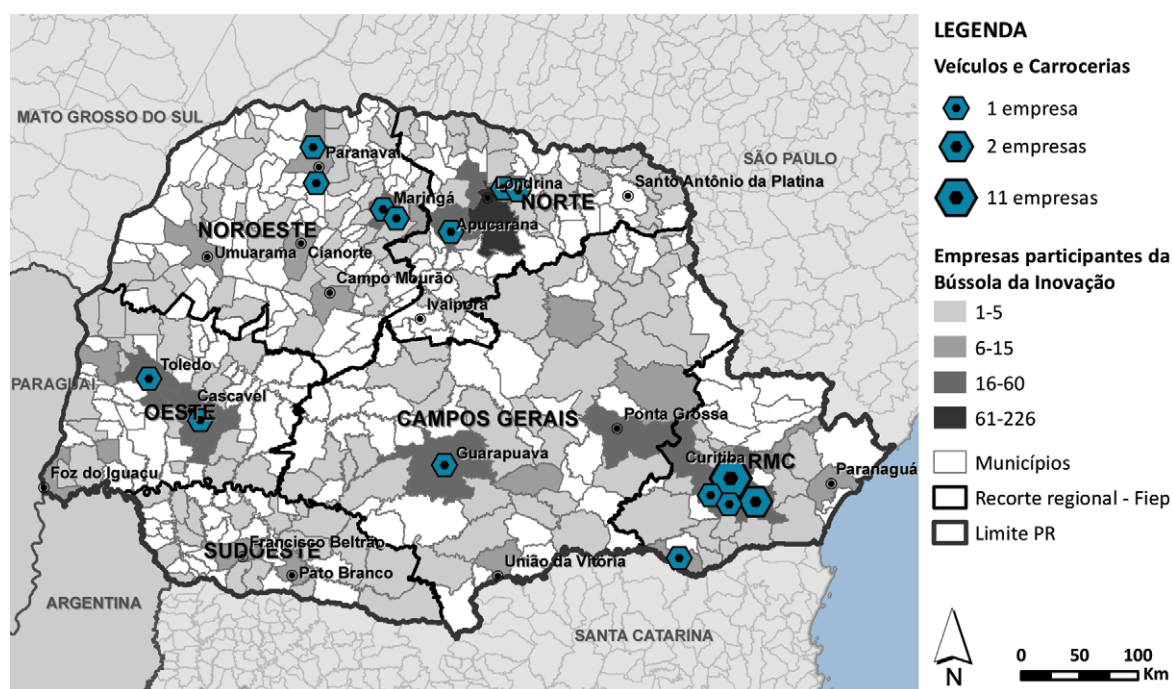 MATO GROSSO DO SUL
SÃO PAULO
Paranavaí
Londrina
Santo Antônio da Platina
Maringá
NORTE
NOROESTE
Apucarana
Umuarama
Cianorte
Campo Mourão
Ivaiporã
PARAGUAI
Toledo
Cascavel
OESTE
CAMPOS GERAIS
Ponta Grossa
Guarapuava
Curitiba
RMC
Paranaguá
Foz do Iguaçu
Francisco Beltrão
SUDOESTE
Pato Branco
União da Vitória
ARGENTINA
SANTA CATARINA
LEGENDA
Veículos e Carrocerias
1 empresa
2 empresas
11 empresas
Empresas participantes da
Bússola da Inovação
1-5
6-15
16-60
61-226
Municípios
Recorte regional - Fiep
Limite PR
N
0 50 100
Km